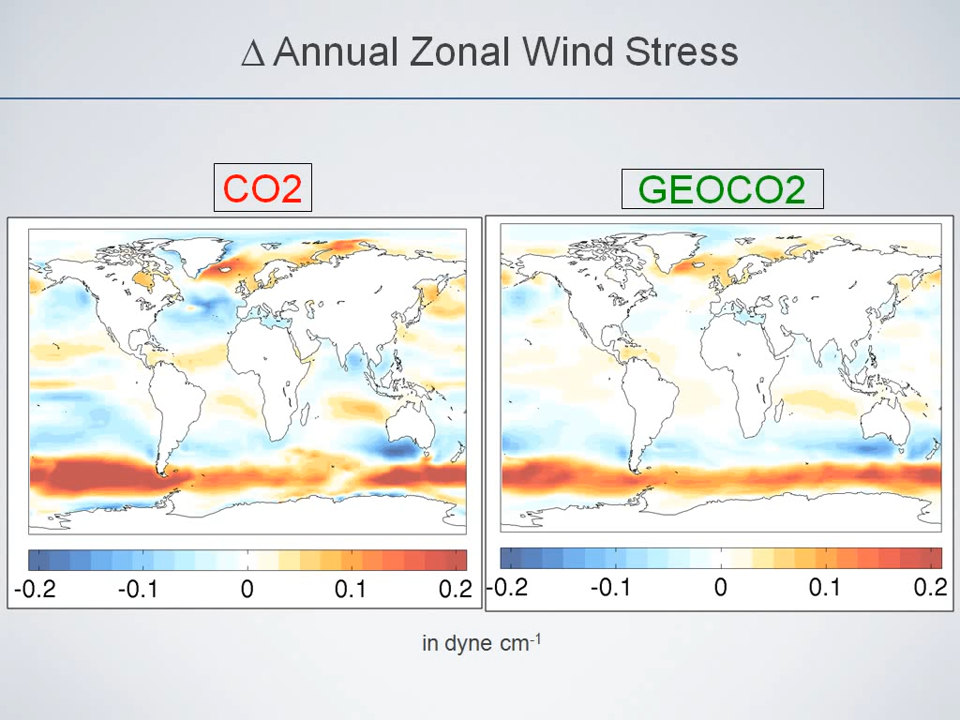 Δ Annual Zonal Wind Stress
CO2
GEOCO2
-0.2 -0.1 0 0.1 0.2
-0.2 -0.1 0 0.1 0.2
in dyne cm⁻¹